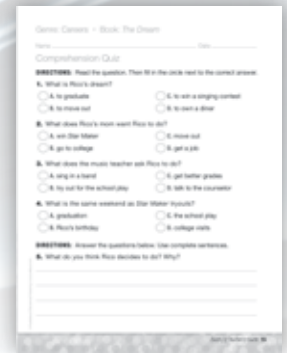 Genre: Careers • Book: The Dream
Name Date
Comprehension Quiz
DIRECTIONS: Read the question. Then fill in the circle next to the correct answer.
1. What is Rico's dream?
A. to graduate C. to win a singing contest
B. to move out D. to own a diner
2. What does Rico's mom want Rico to do?
A. win Star Maker C. move out
B. go to college D. get a job
3. What does the music teacher ask Rico to do?
A. sing in a band C. get better grades
B. try out for the school play D. talk to the counselor
4. What is the same weekend as Star Maker tryouts?
A. graduation C. the school play
B. Rico's birthday D. college visits
DIRECTIONS: Answer the questions below. Use complete sentences.
5. What do you think Rico decides to do? Why?